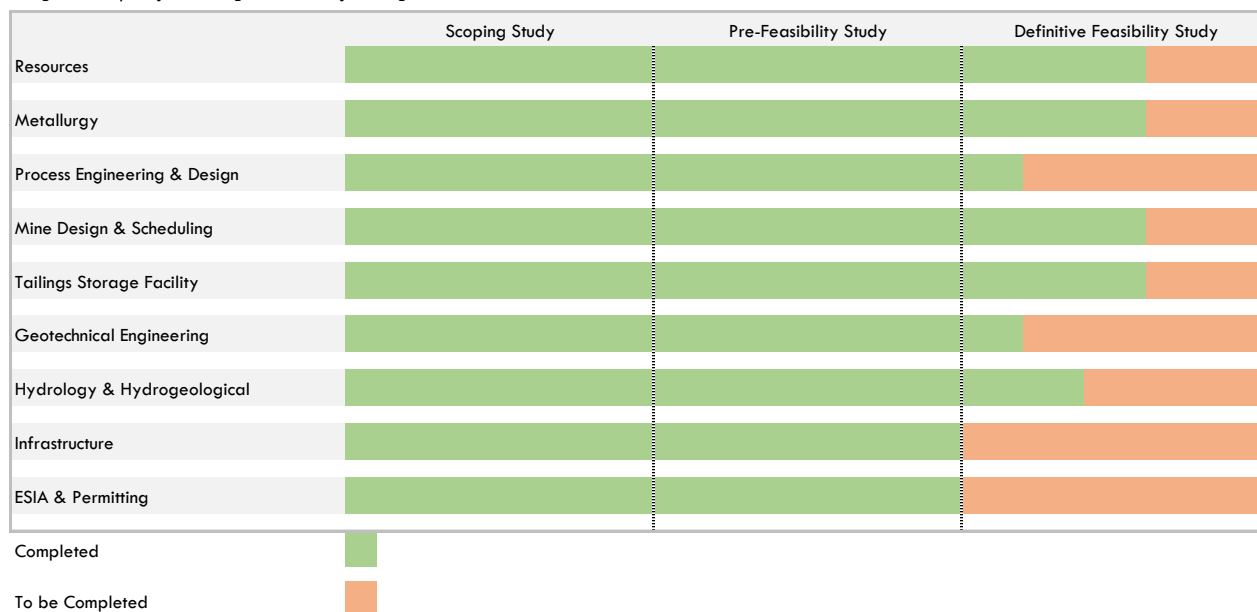 Scoping Study Pre-Feasibility Study Definitive Feasibility Study
Resources
Metallurgy
Process Engineering & Design
Mine Design & Scheduling
Tailings Storage Facility
Geotechnical Engineering
Hydrology & Hydrogeological
Infrastructure
ESIA & Permitting
Completed
To be Completed